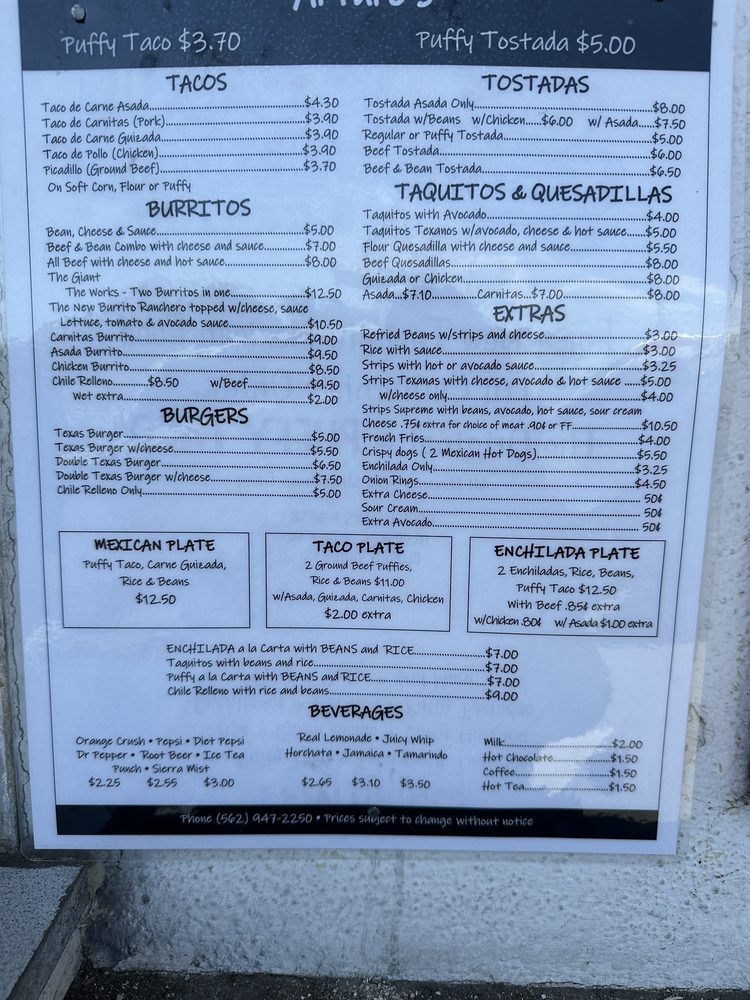 Arturo's
Puffy Taco $3.70
Puffy Tostada $5.00
TACOS
Taco de Carne Asada $4.30
Taco de Carnitas (Pork) $3.90
Taco de Carne Guizada $3.90
Taco de Pollo (Chicken) $3.90
Picadillo (Ground Beef) $3.70
On Soft Corn, Flour or Puffy
BURRITOS
Bean, Cheese & Sauce $5.00
Beef & Bean Combo with cheese and sauce $7.00
All Beef with cheese and hot sauce $8.00
The Giant
The Works - Two Burritos in one $12.50
The New Burrito Ranchero topped w/cheese, sauce
Lettuce, tomato & avocado sauce $10.50
Carnitas Burrito $9.00
Asada Burrito $9.50
Chicken Burrito $8.50
Chile Relleno $8.50 w/Beef $9.50
Wet extra $2.00
BURGERS
Texas Burger $5.00
Texas Burger w/cheese $5.50
Double Texas Burger $6.50
Double Texas Burger w/cheese $7.50
Chile Relleno Only $5.00
TOSTADAS
Tostada Asada Only $8.00
Tostada w/Beans w/Chicken $6.00 w/ Asada $7.50
Regular or Puffy Tostada $5.00
Beef Tostada $6.00
Beef & Bean Tostada $6.50
TAQUITOS & QUESADILLAS
Taquitos with Avocado $4.00
Taquitos Texanos w/avocado, cheese & hot sauce $5.00
Flour Quesadilla with cheese and sauce $5.50
Beef Quesadillas $8.00
Guizada or Chicken $8.00
Asada $7.10 Carnitas $7.00 $8.00
EXTRAS
Refried Beans w/strips and cheese $3.00
Rice with sauce $3.00
Strips with hot or avocado sauce $3.25
Strips Texanas with cheese, avocado & hot sauce $5.00
w/cheese only $4.00
Strips Supreme with beans, avocado, hot sauce, sour cream
Cheese .75¢ extra for choice of meat .90¢ or FF $10.50
French Fries $4.00
Crispy dogs ( 2 Mexican Hot Dogs) $5.50
Enchilada Only $3.25
Onion Rings $4.50
Extra Cheese 50¢
Sour Cream 50¢
Extra Avocado 50¢
MEXICAN PLATE
Puffy Taco, Carne Guizada,
Rice & Beans
$12.50
TACO PLATE
2 Ground Beef Puffies,
Rice & Beans $11.00
w/Asada, Guizada, Carnitas, Chicken
$2.00 extra
ENCHILADA PLATE
2 Enchiladas, Rice, Beans,
Puffy Taco $12.50
With Beef .85¢ extra
w/Chicken .80¢ w/ Asada $1.00 extra
ENCHILADA a la Carta with BEANS and RICE $7.00
Taquitos with beans and rice $7.00
Puffy a la Carta with BEANS and RICE $7.00
Chile Relleno with rice and beans $9.00
BEVERAGES
Orange Crush • Pepsi • Diet Pepsi
Dr Pepper • Root Beer • Ice Tea
Punch • Sierra Mist
$2.25 $2.55 $3.00
Real Lemonade • Juicy Whip
Horchata • Jamaica • Tamarindo
$2.65 $3.10 $3.50
Milk $2.00
Hot Chocolate $1.50
Coffee $1.50
Hot Tea $1.50
Phone (562) 947-2250 • Prices subject to change without notice